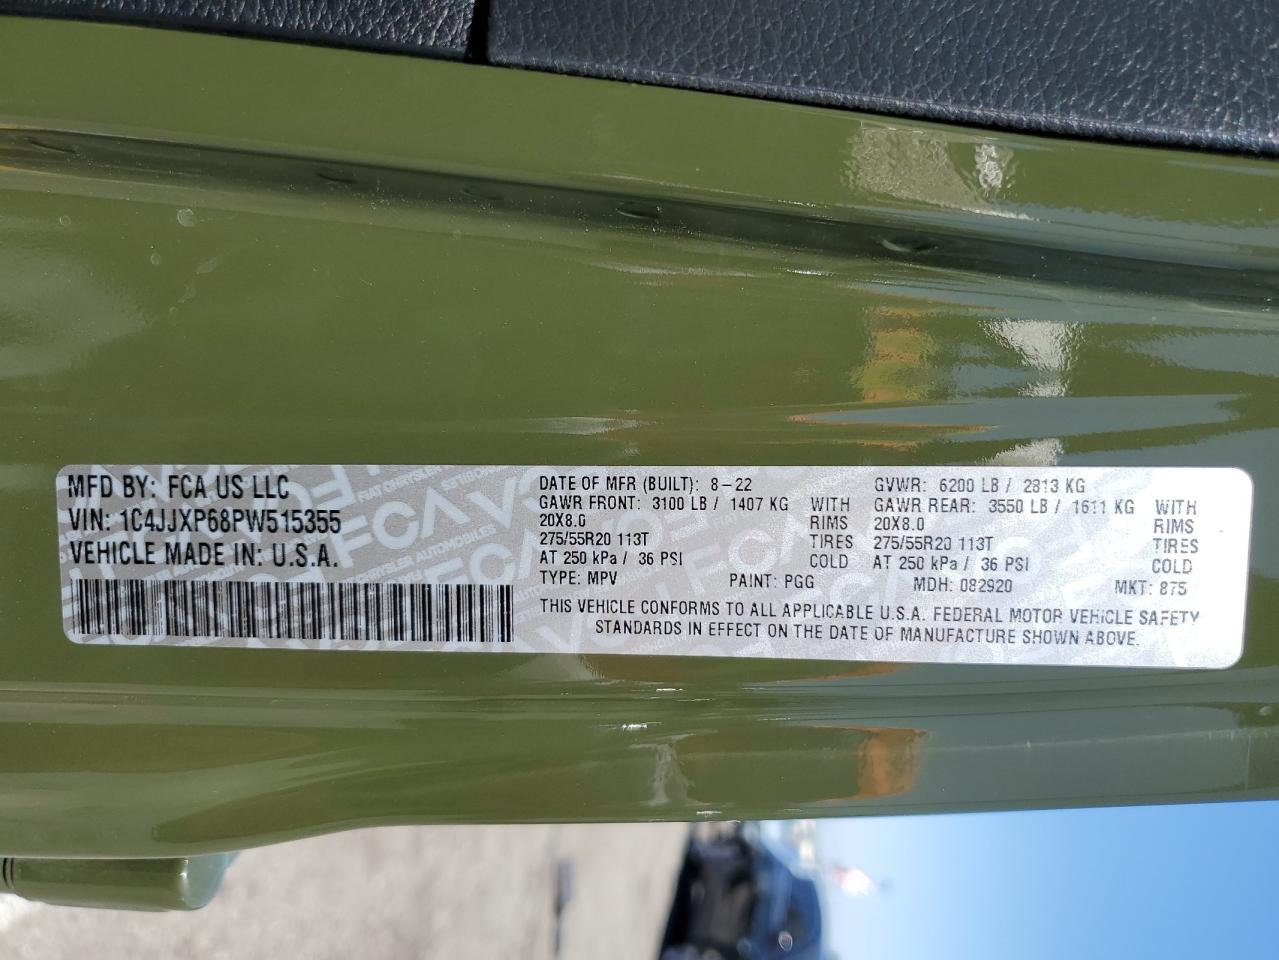 MFD BY: FCA US LLC
VIN: 1C4JJXP68PW515355
VEHICLE MADE IN: U.S.A.
DATE OF MFR (BUILT): 8-22 GVWR: 6200 LB / 2813 KG
GAWR FRONT: 3100 LB / 1407 KG WITH GAWR REAR: 3550 LB / 1611 KG WITH
20X8.0 RIMS 20X8.0 RIMS
275/55R20 113T TIRES 275/55R20 113T TIRES
AT 250 kPa / 36 PSI COLD AT 250 kPa / 36 PSI COLD
TYPE: MPV PAINT: PGG MDH: 082920 MKT: 875
THIS VEHICLE CONFORMS TO ALL APPLICABLE U.S.A. FEDERAL MOTOR VEHICLE SAFETY
STANDARDS IN EFFECT ON THE DATE OF MANUFACTURE SHOWN ABOVE.